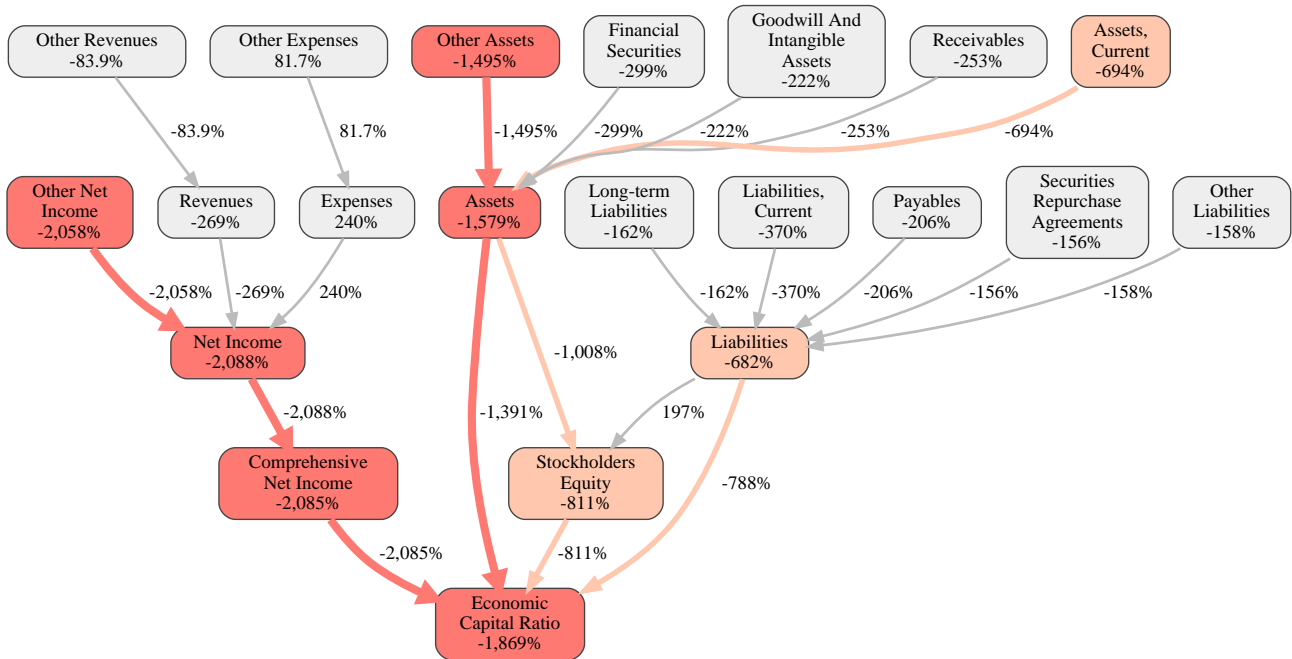 Other Revenues
-83.9%
Other Expenses
81.7%
Other Assets
-1,495%
Financial
Securities
-299%
Goodwill And
Intangible
Assets
-222%
Receivables
-253%
Assets,
Current
-694%
-83.9%
81.7%
-1,495%
-299%
-222%
-253%
-694%
Other Net
Income
-2,058%
Revenues
-269%
Expenses
240%
Assets
-1,579%
Long-term
Liabilities
-162%
Liabilities,
Current
-370%
Payables
-206%
Securities
Repurchase
Agreements
-156%
Other
Liabilities
-158%
-2,058%
-269%
240%
-162%
-370%
-206%
-156%
-158%
Net Income
-2,088%
-1,008%
Liabilities
-682%
-2,088%
-1,391%
197%
Comprehensive
Net Income
-2,085%
Stockholders
Equity
-811%
-788%
-2,085%
-811%
Economic
Capital Ratio
-1,869%